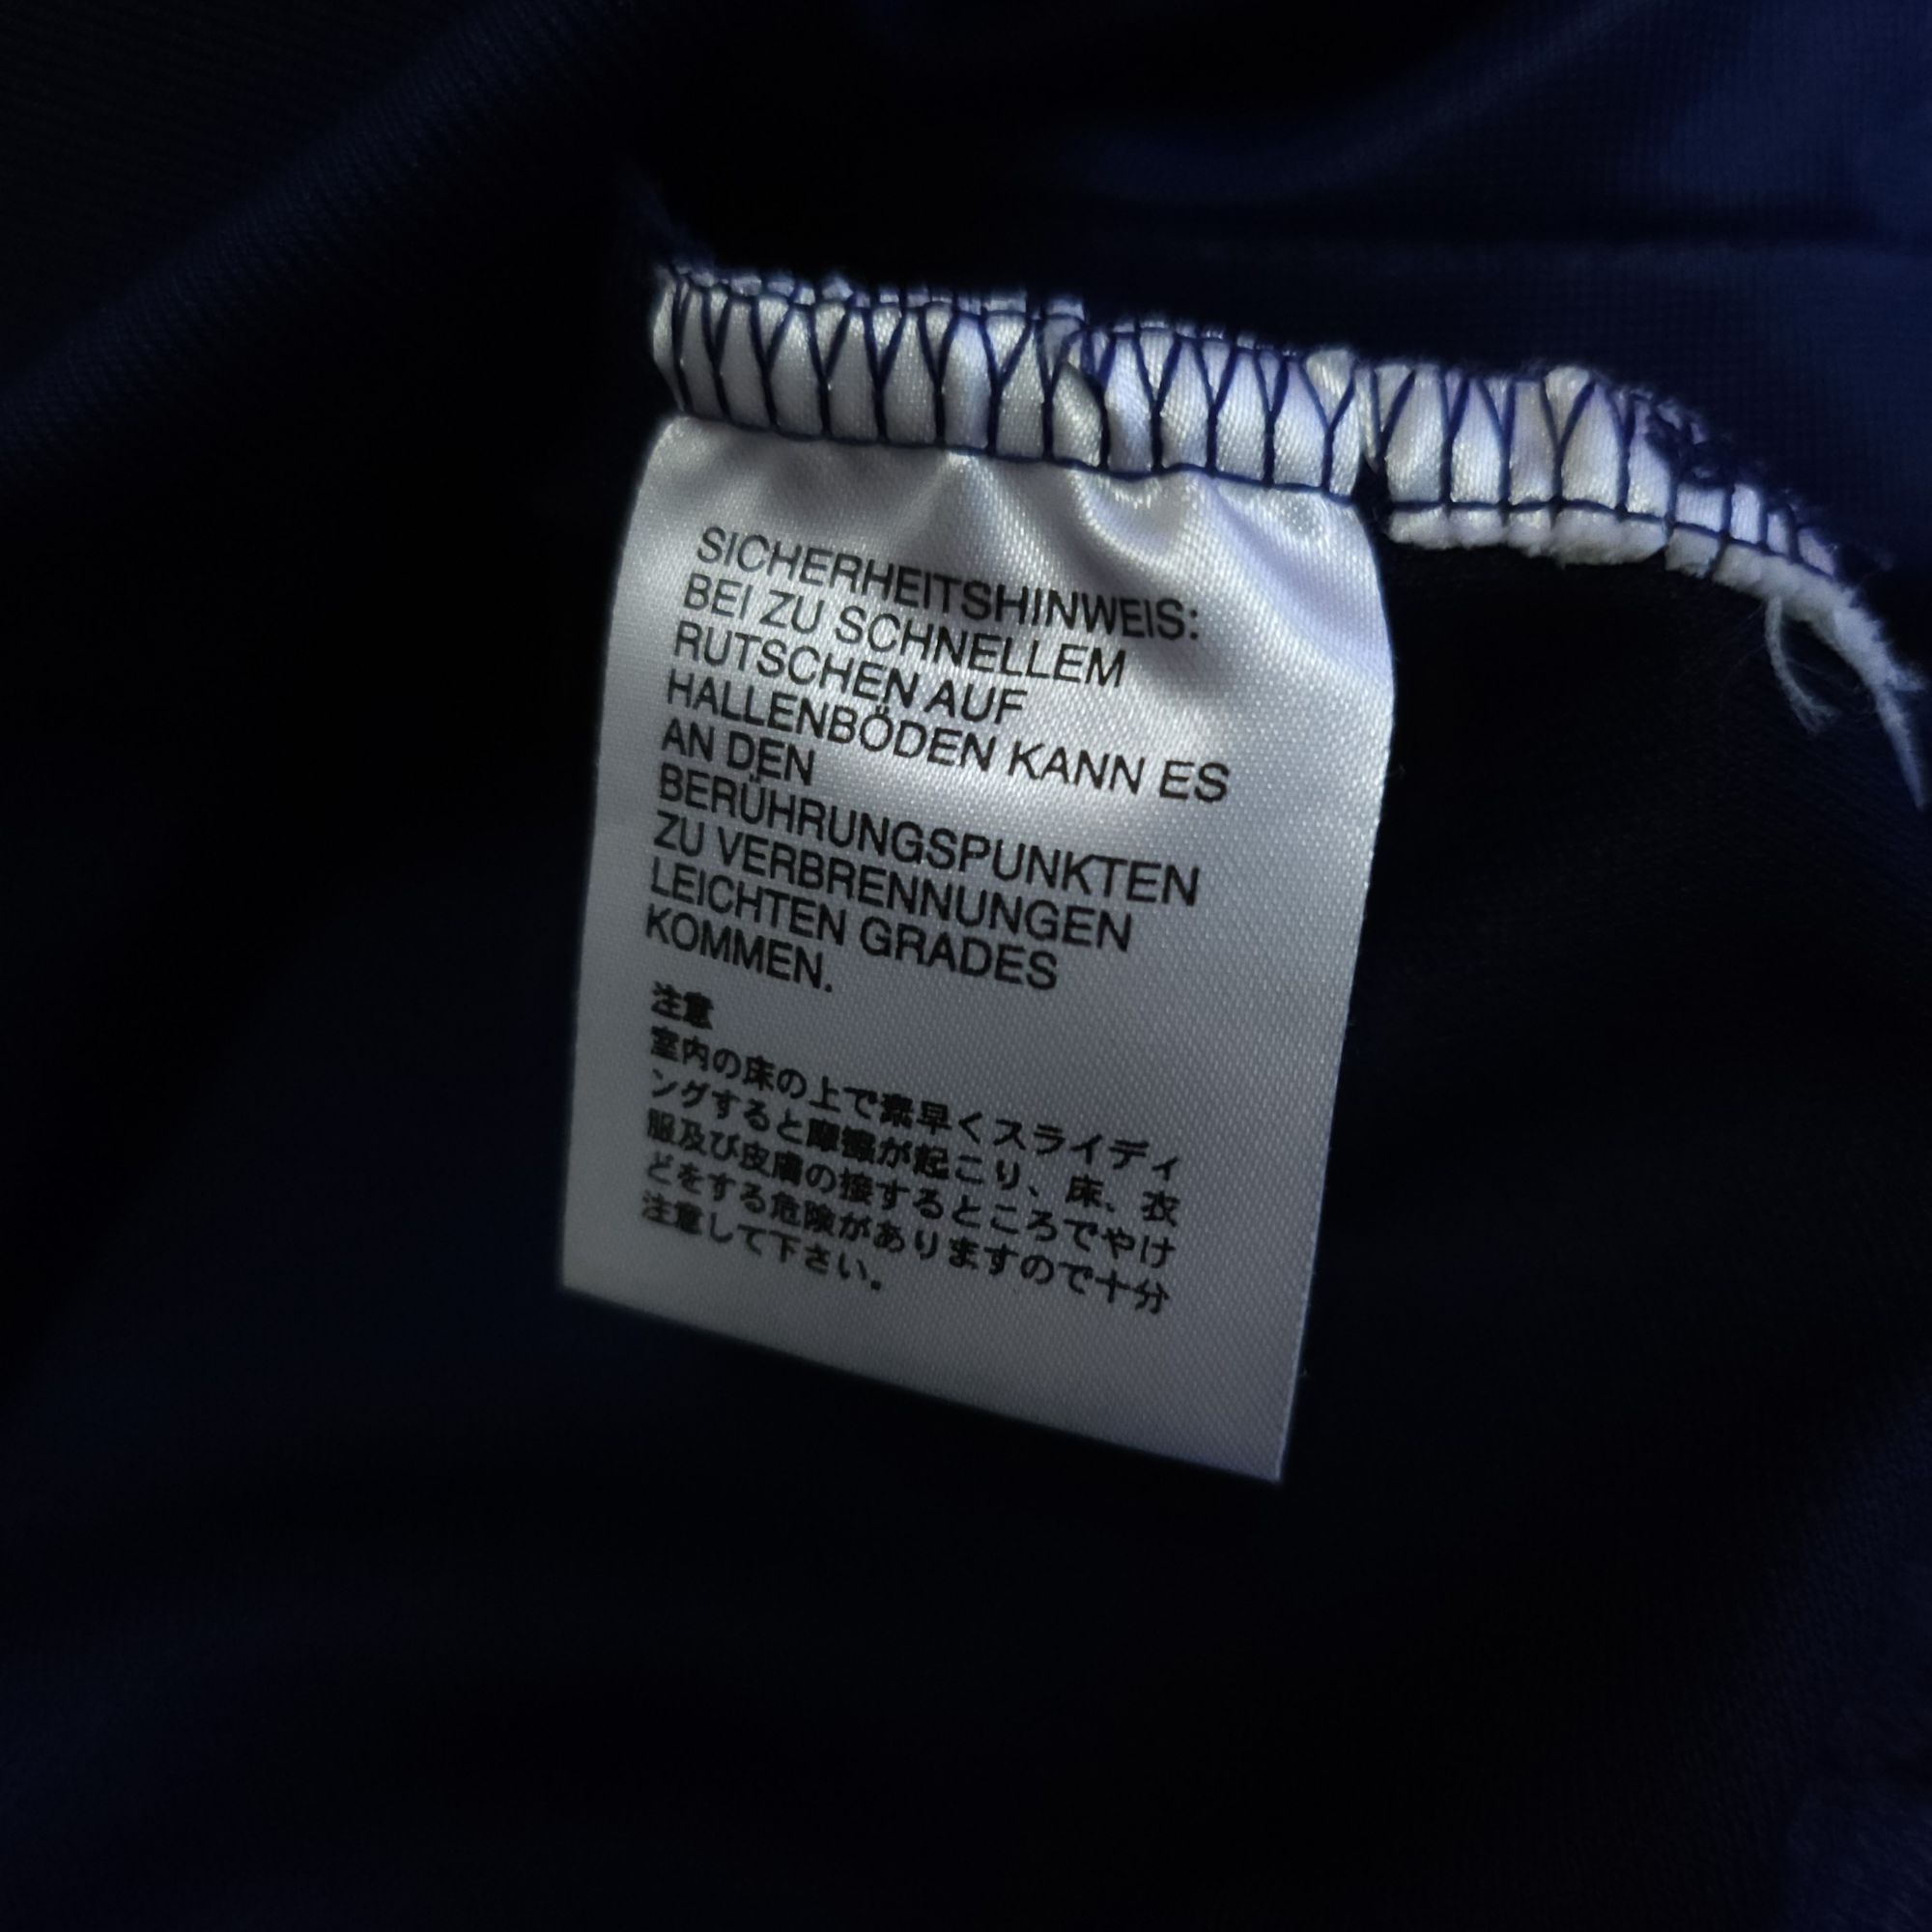 SICHERHEITSHINWEIS:
BEI ZU SCHNELLEM
RUTSCHEN AUF
HALLENBÖDEN KANN ES
AN DEN
BERÜHRUNGSPUNKTEN
ZU VERBRENNUNGEN
LEICHTEN GRADES
KOMMEN.
注意
室内の床の上で素早くスライディ
ングすると摩擦が起こり、床、衣
服及び皮膚の接するところでやけ
どをする危険がありますので十分
注意して下さい。